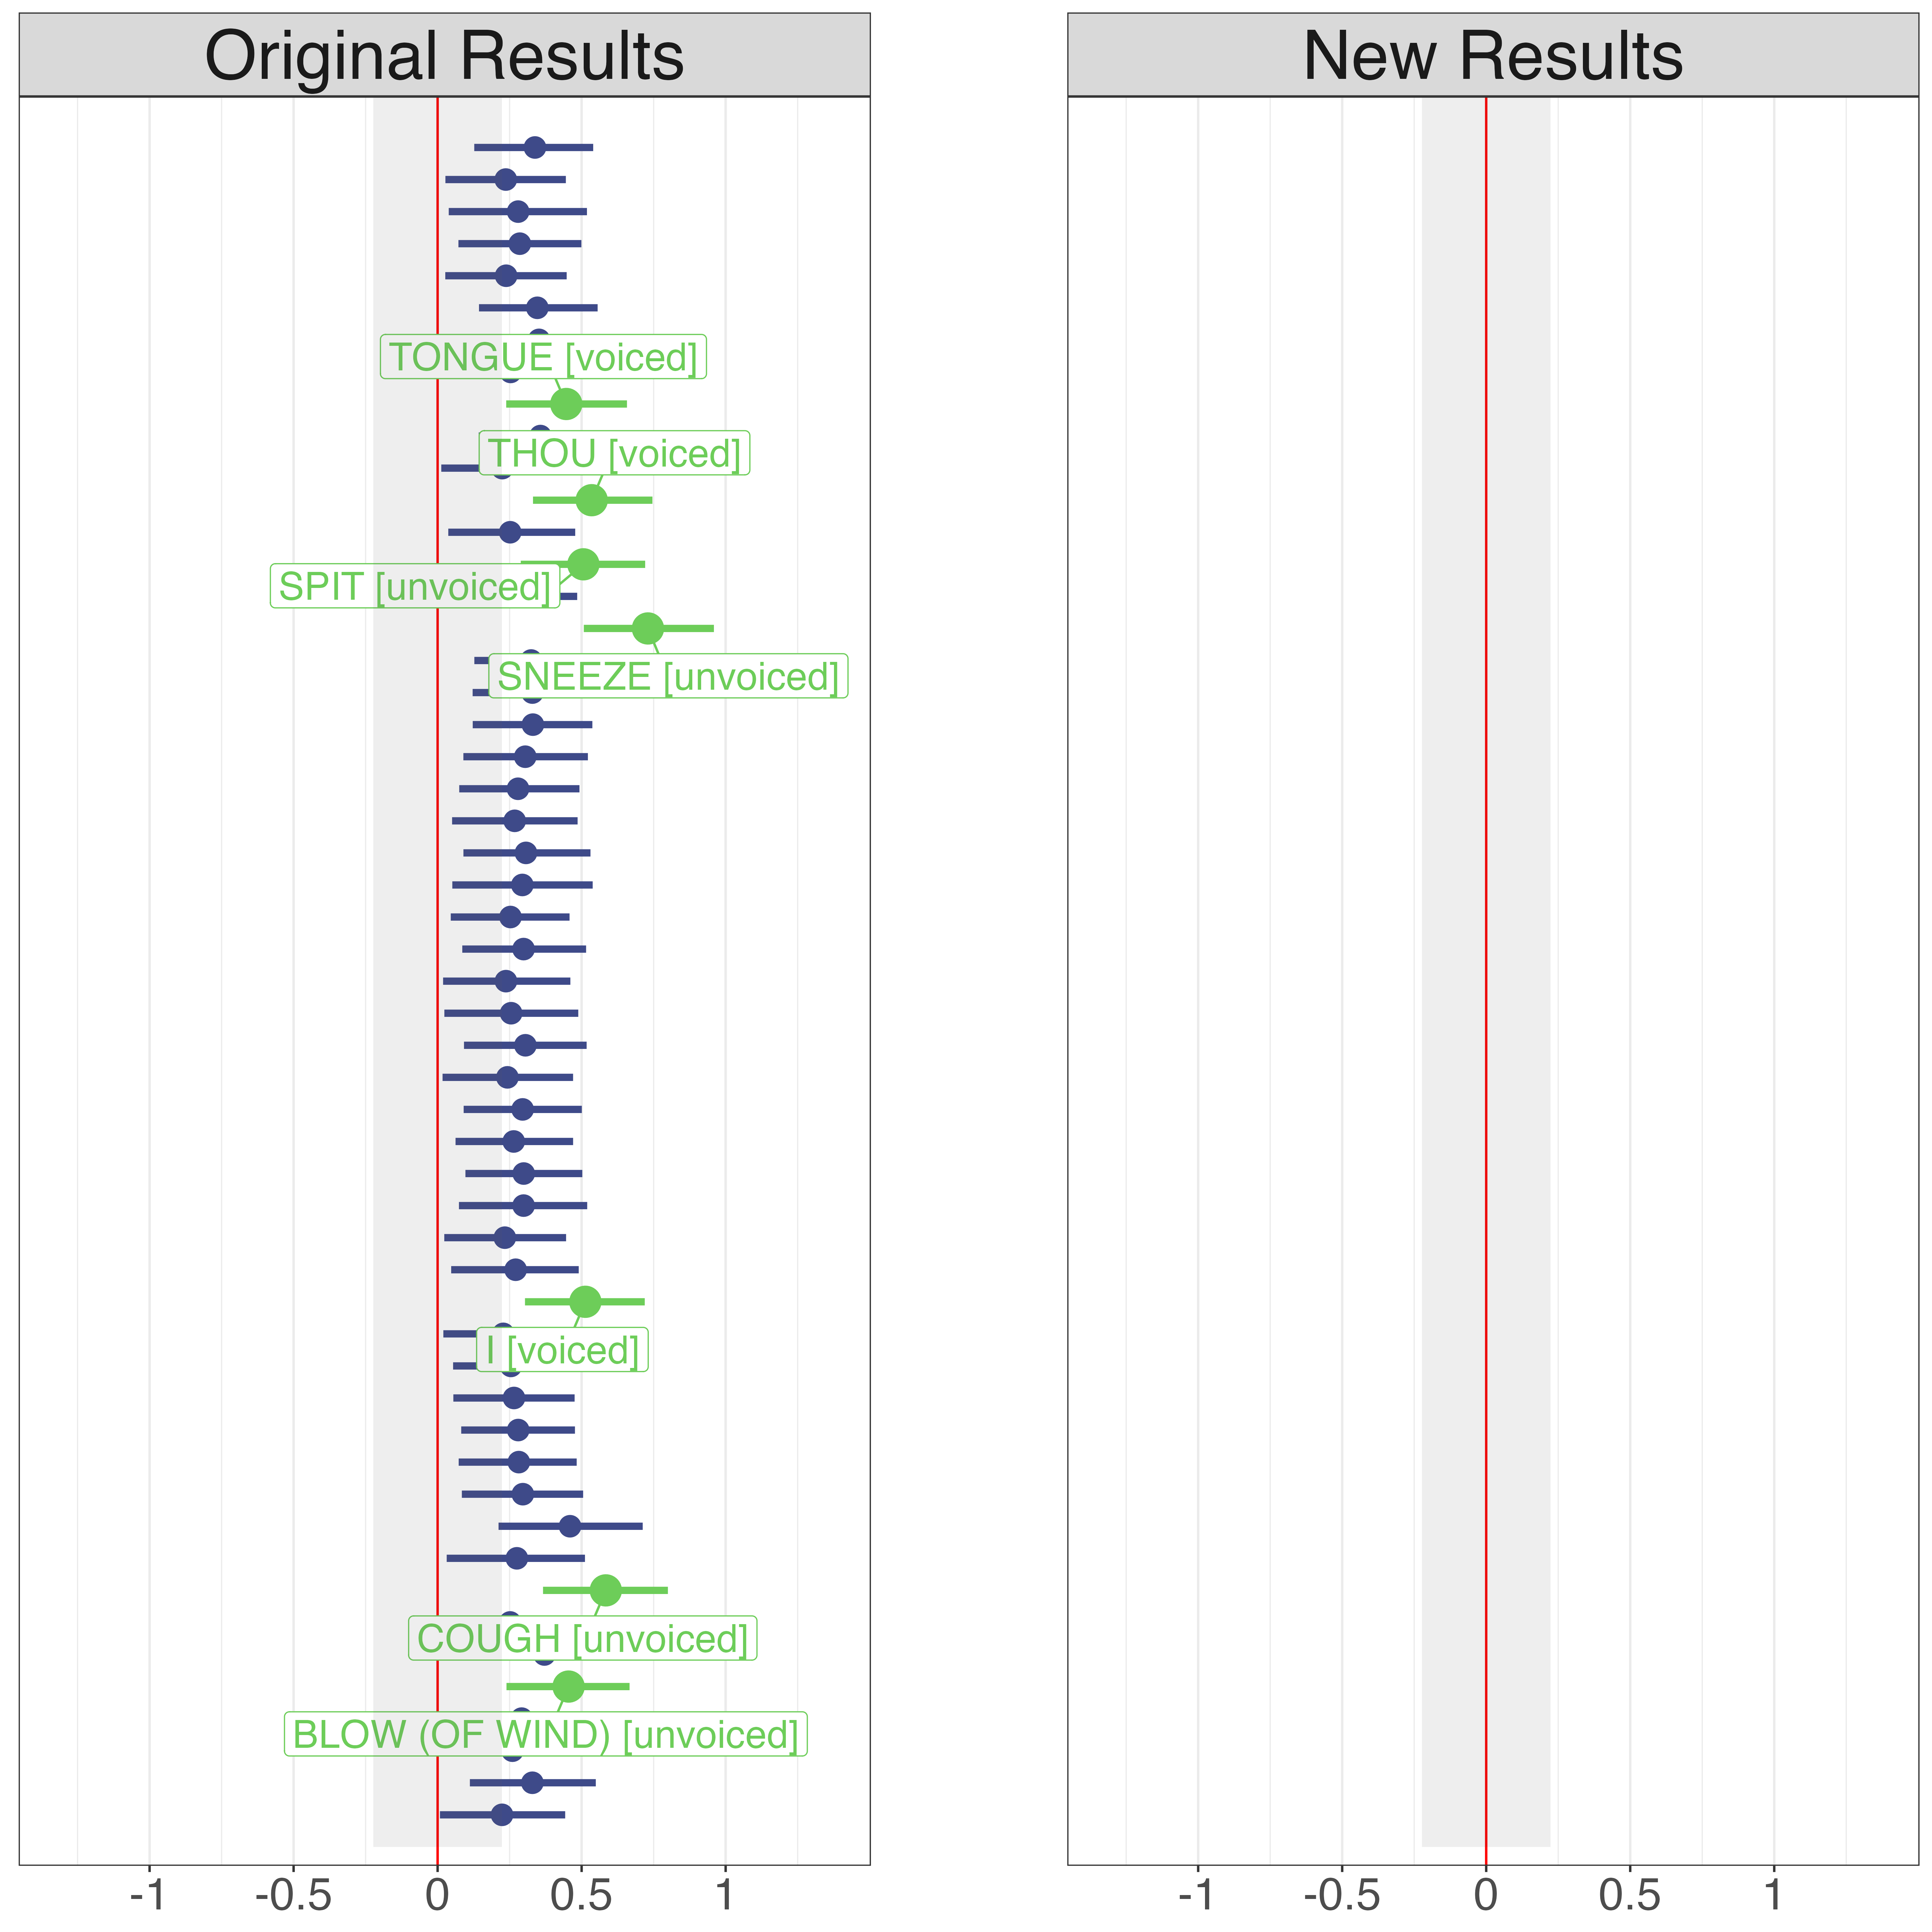 Original Results
New Results
TONGUE [voiced]
THOU [voiced]
SPIT [unvoiced]
SNEEZE [unvoiced]
I [voiced]
COUGH [unvoiced]
BLOW (OF WIND) [unvoiced]
-1 -0.5 0 0.5 1
-1 -0.5 0 0.5 1